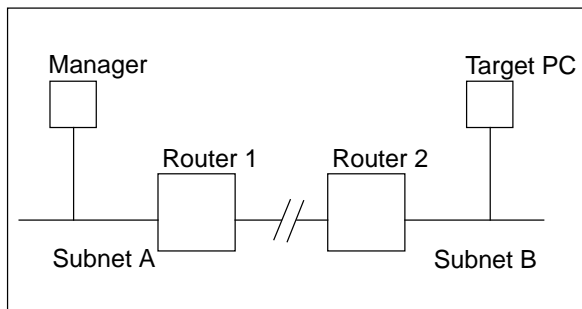 Manager
Target PC
Router 1
Router 2
Subnet A
Subnet B